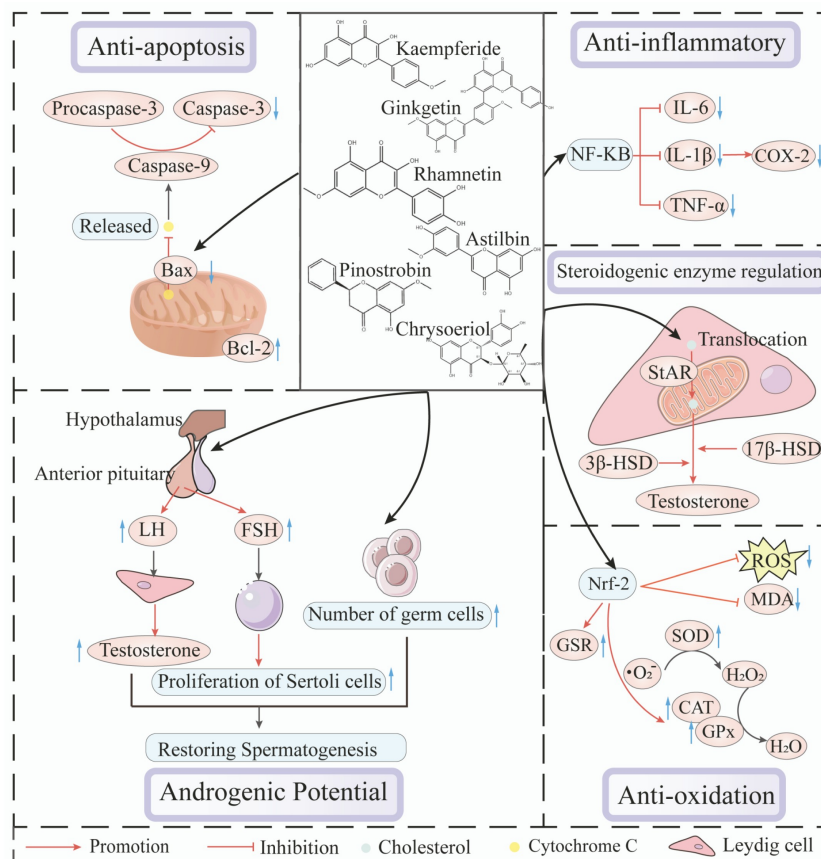 Anti-apoptosis
Procaspase-3
Caspase-3
Caspase-9
Released
Bax
Bcl-2
Kaempferide
Ginkgetin
Rhamnetin
Astilbin
Pinostrobin
Chrysoeriol
Anti-inflammatory
NF-KB
IL-6
IL-1β
COX-2
TNF-α
Steroidogenic enzyme regulation
Translocation
StAR
3β-HSD
17β-HSD
Testosterone
Hypothalamus
Anterior pituitary
LH
FSH
Testosterone
Number of germ cells
Proliferation of Sertoli cells
Restoring Spermatogenesis
Androgenic Potential
Nrf-2
ROS
MDA
GSR
SOD
•O₂⁻
H₂O₂
CAT
GPx
H₂O
Anti-oxidation
Promotion
Inhibition
Cholesterol
Cytochrome C
Leydig cell